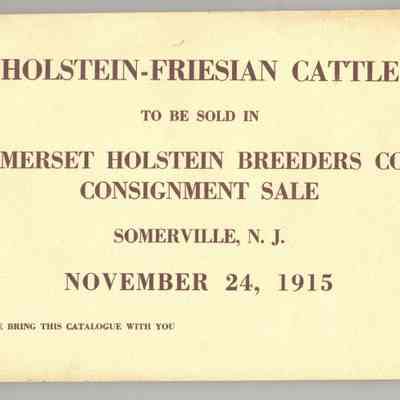 HOLSTEIN-FRIESIAN CATTLE
TO BE SOLD IN
MERSET HOLSTEIN BREEDERS CO
CONSIGNMENT SALE
SOMERVILLE, N. J.
NOVEMBER 24, 1915
E BRING THIS CATALOGUE WITH YOU